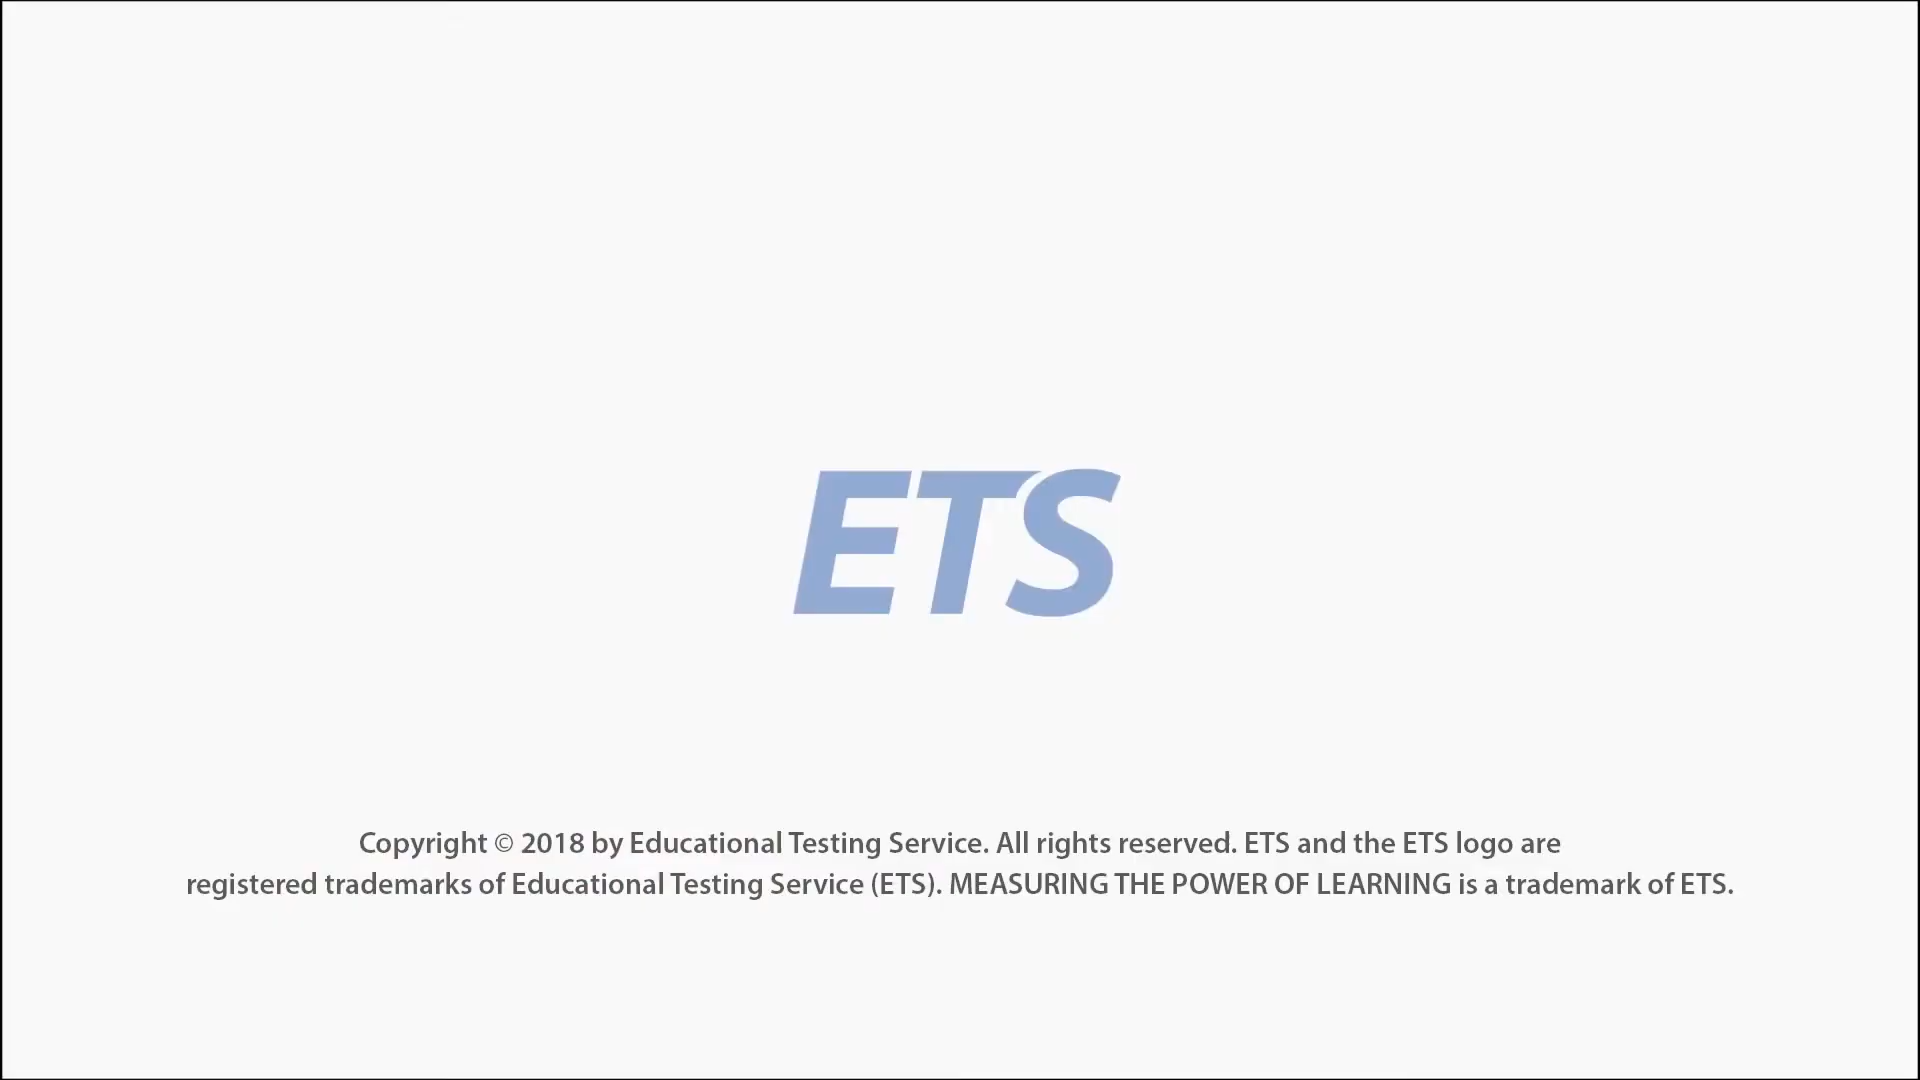 ETS
Copyright © 2018 by Educational Testing Service. All rights reserved. ETS and the ETS logo are
registered trademarks of Educational Testing Service (ETS). MEASURING THE POWER OF LEARNING is a trademark of ETS.